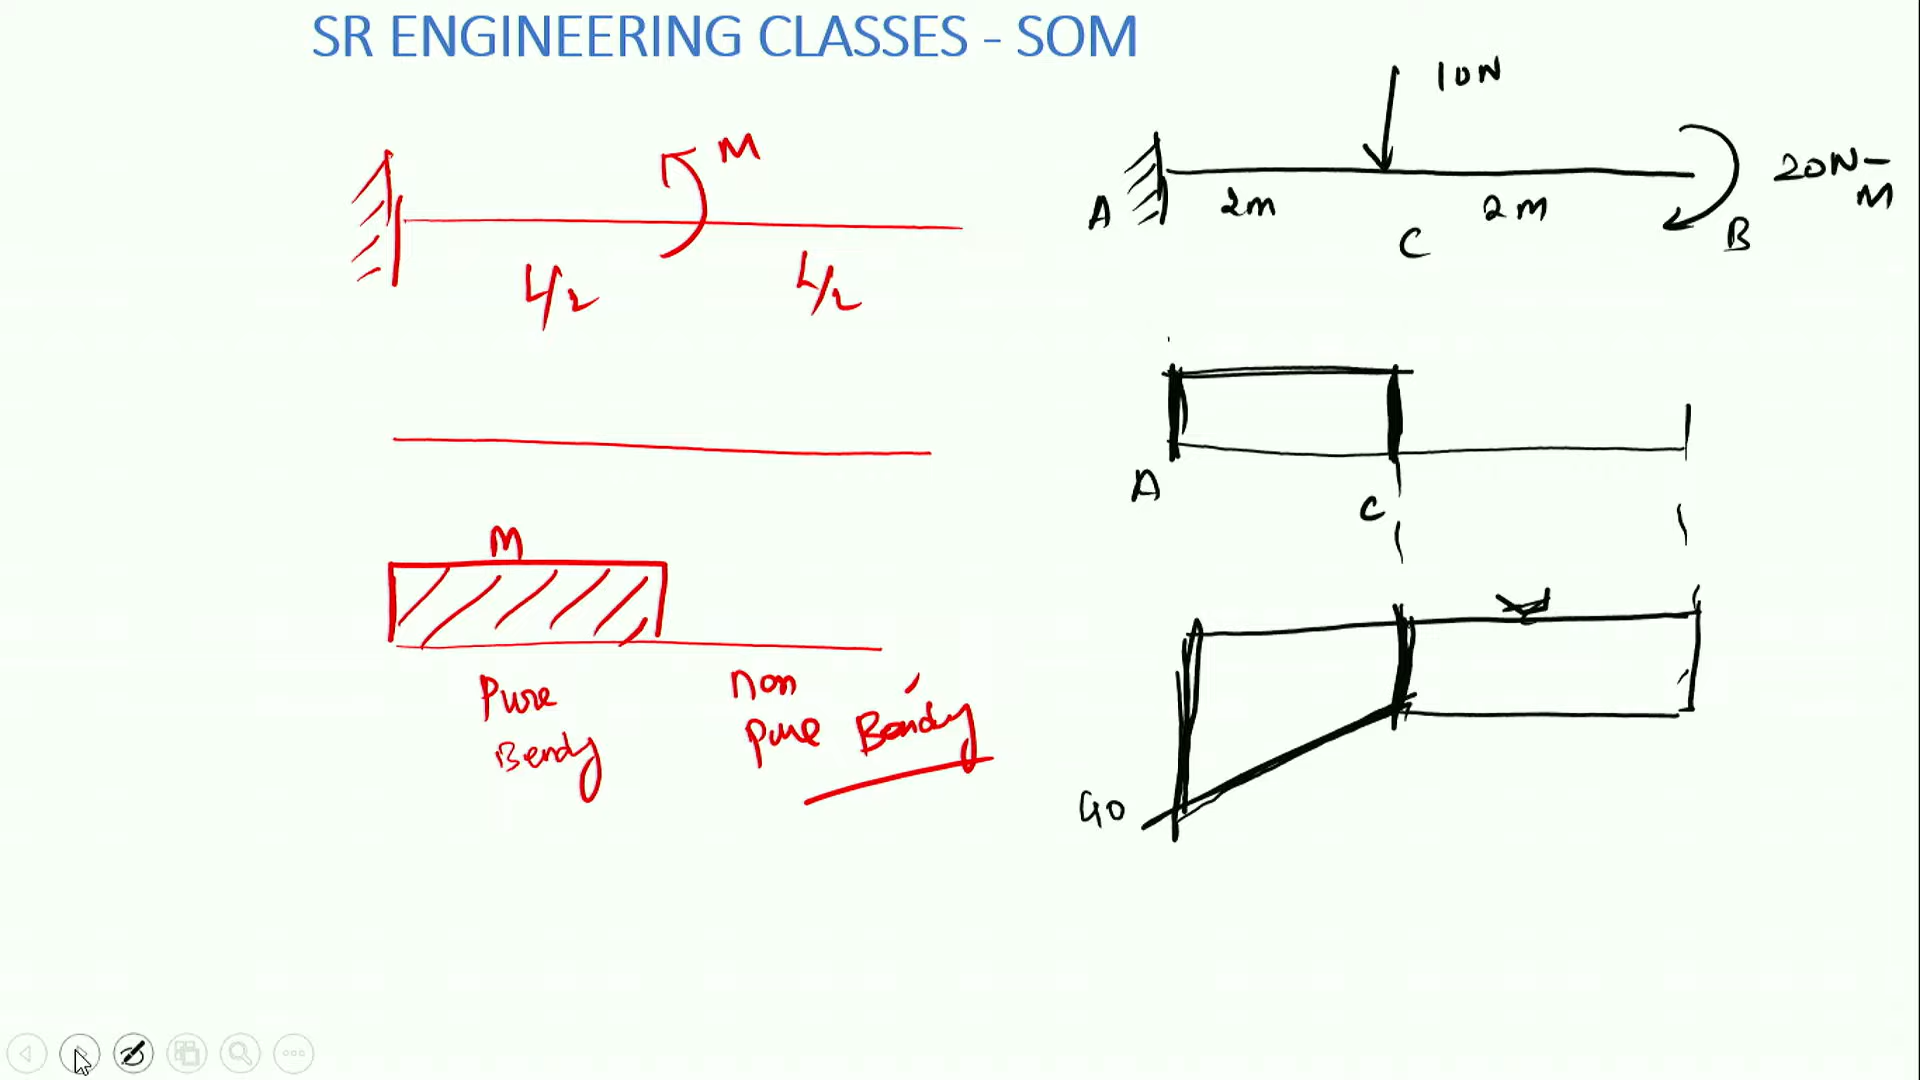 SR ENGINEERING CLASSES - SOM
M
L/2
L/2
M
Pure
Bendy
non
pure Bendy
10N
A
2m
2m
20N-
M
C
B
A
C
40